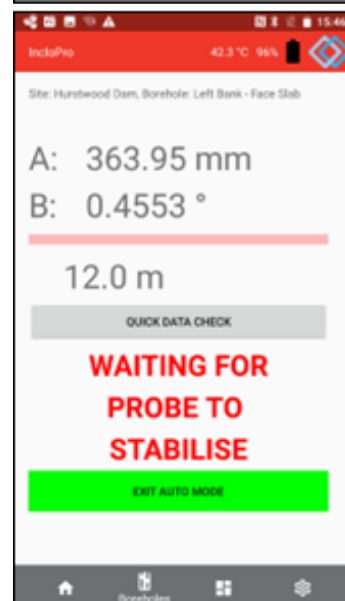 15:46
IncloPro 42.3 °C 96%
Site: Hurstwood Dam, Borehole: Left Bank - Face Slab
A: 363.95 mm
B: 0.4553 °
12.0 m
QUICK DATA CHECK
WAITING FOR
PROBE TO
STABILISE
EXIT AUTO MODE
Boreholes